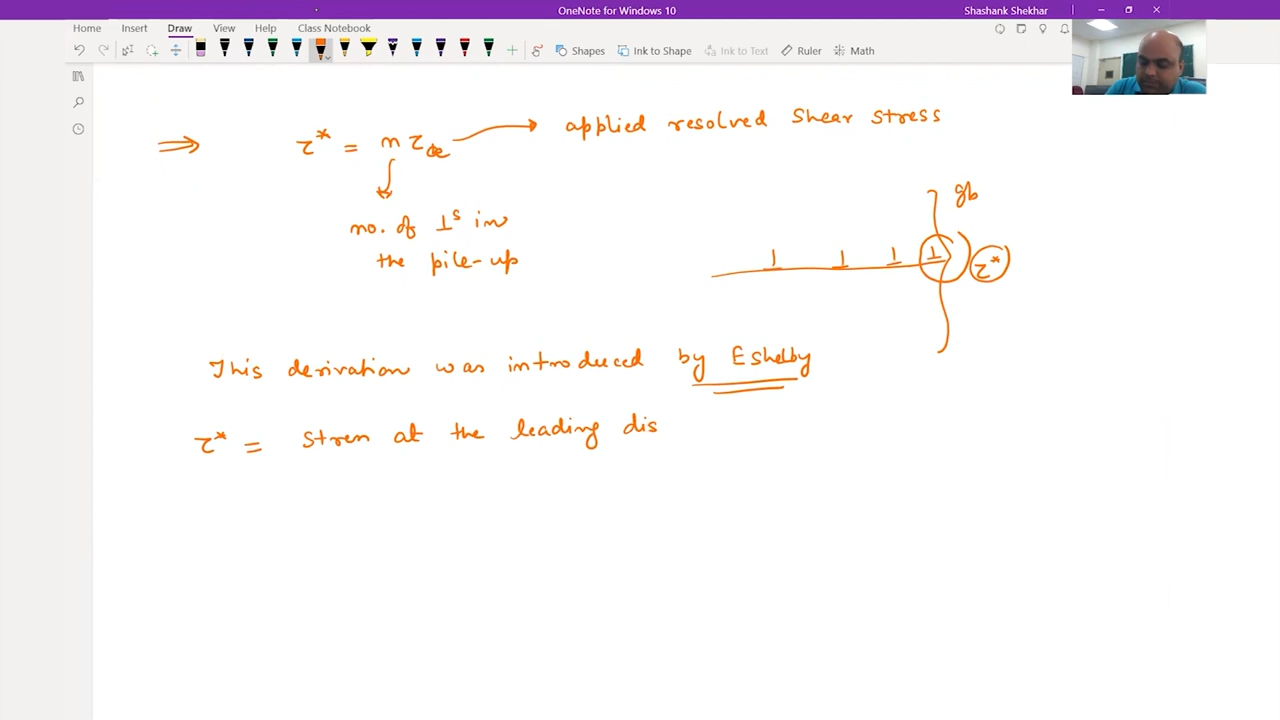 OneNote for Windows 10
Shashank Shekhar
Home Insert Draw View Help Class Notebook
Shapes Ink to Shape Ink to Text Ruler Math
⇒ τ* = n τ → applied resolved shear stress
no. of ⊥s in
the pile-up
gb
⊥ ⊥ ⊥ ⊥ τ*
This derivation was introduced by Eshelby
τ* = Stress at the leading dis